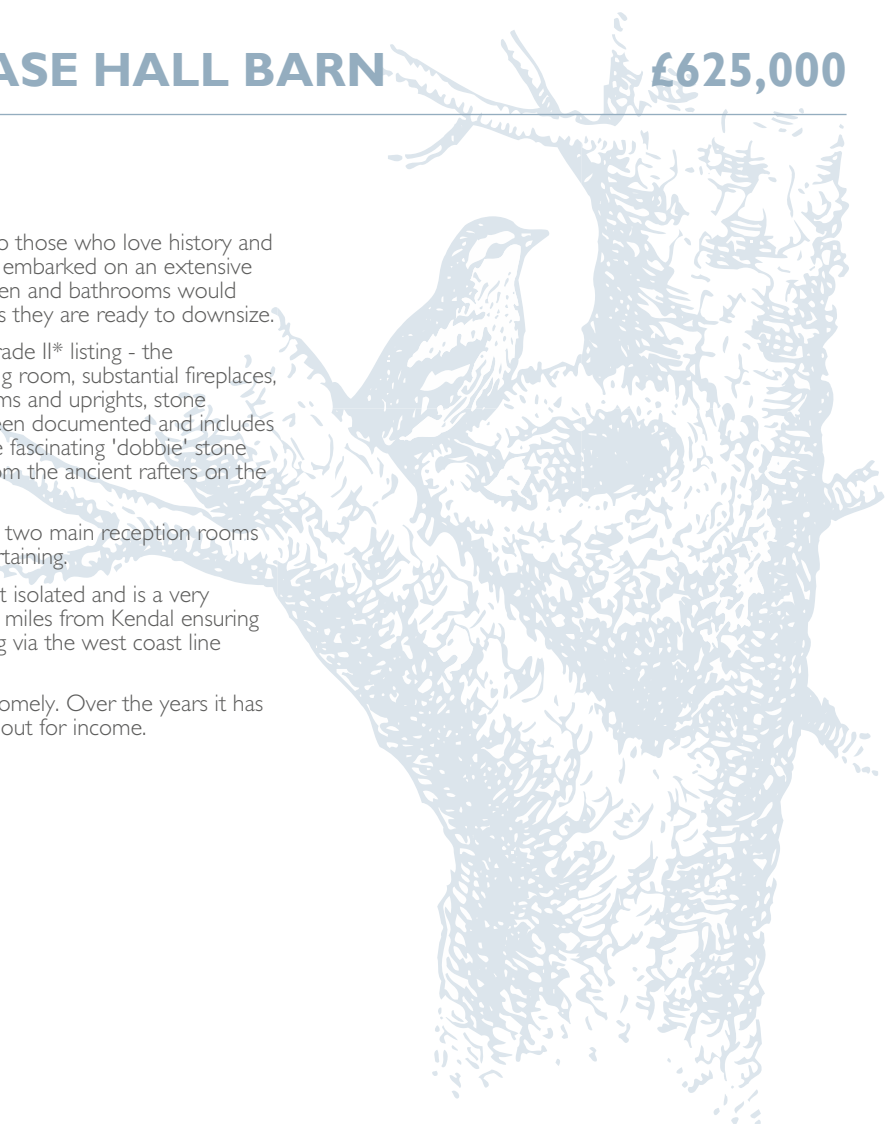 ASE HALL BARN £625,000
o those who love history and
embarked on an extensive
en and bathrooms would
s they are ready to downsize.
rade II* listing - the
g room, substantial fireplaces,
ms and uprights, stone
een documented and includes
e fascinating 'dobbie' stone
om the ancient rafters on the
two main reception rooms
rtaining.
t isolated and is a very
miles from Kendal ensuring
g via the west coast line
omely. Over the years it has
out for income.